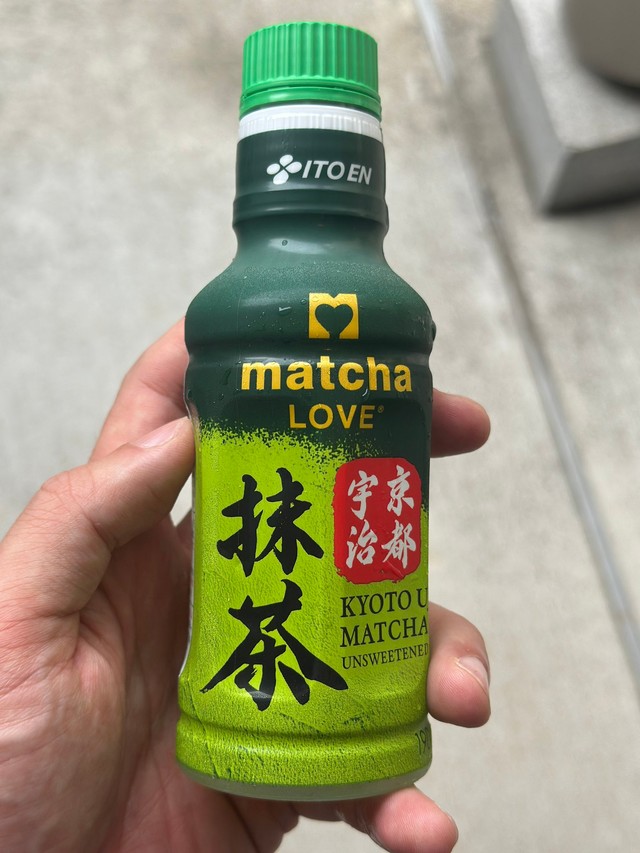 ITO EN
matcha
LOVE®
抹茶
京都
宇治
KYOTO U
MATCHA
UNSWEETENED